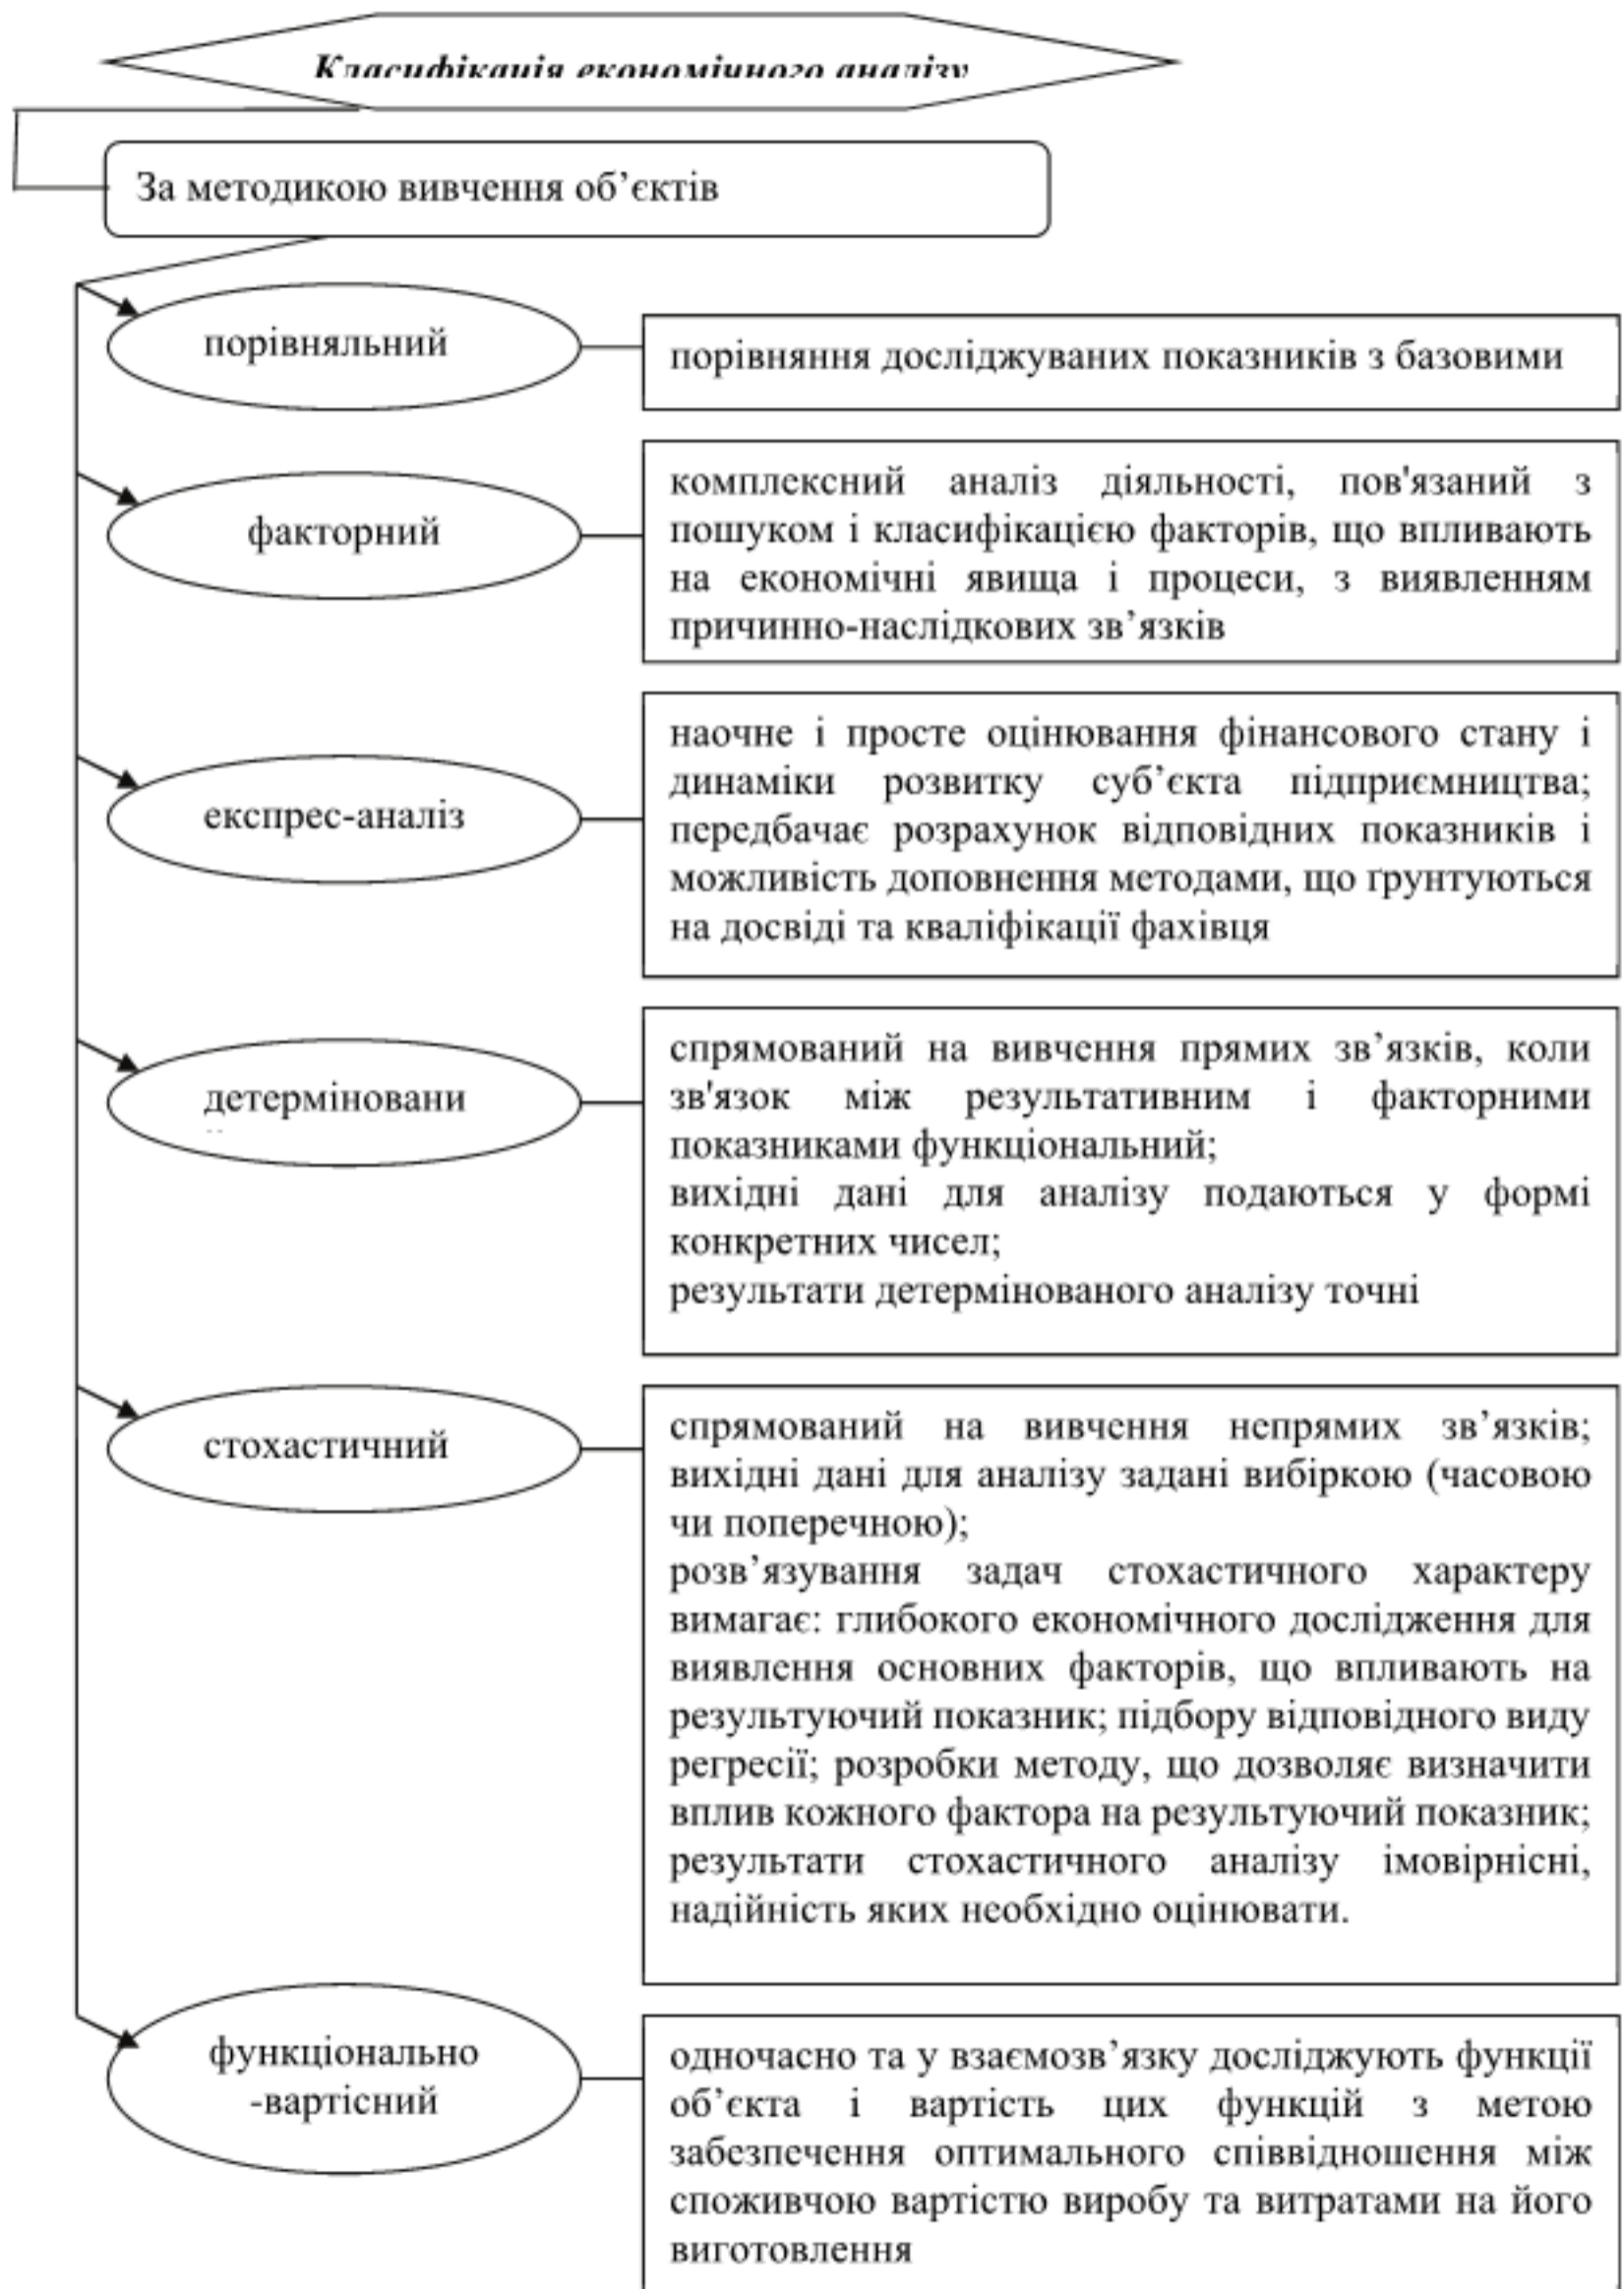 Класифікація економічного аналізу
За методикою вивчення об’єктів
порівняльний
порівняння досліджуваних показників з базовими
факторний
комплексний аналіз діяльності, пов'язаний з
пошуком і класифікацією факторів, що впливають
на економічні явища і процеси, з виявленням
причинно-наслідкових зв’язків
експрес-аналіз
наочне і просте оцінювання фінансового стану і
динаміки розвитку суб’єкта підприємництва;
передбачає розрахунок відповідних показників і
можливість доповнення методами, що ґрунтуються
на досвіді та кваліфікації фахівця
детерміновани
спрямований на вивчення прямих зв’язків, коли
зв'язок між результативним і факторними
показниками функціональний;
вихідні дані для аналізу подаються у формі
конкретних чисел;
результати детермінованого аналізу точні
стохастичний
спрямований на вивчення непрямих зв’язків;
вихідні дані для аналізу задані вибіркою (часовою
чи поперечною);
розв’язування задач стохастичного характеру
вимагає: глибокого економічного дослідження для
виявлення основних факторів, що впливають на
результуючий показник; підбору відповідного виду
регресії; розробки методу, що дозволяє визначити
вплив кожного фактора на результуючий показник;
результати стохастичного аналізу імовірнісні,
надійність яких необхідно оцінювати.
функціонально
-вартісний
одночасно та у взаємозв’язку досліджують функції
об’єкта і вартість цих функцій з метою
забезпечення оптимального співвідношення між
споживчою вартістю виробу та витратами на його
виготовлення